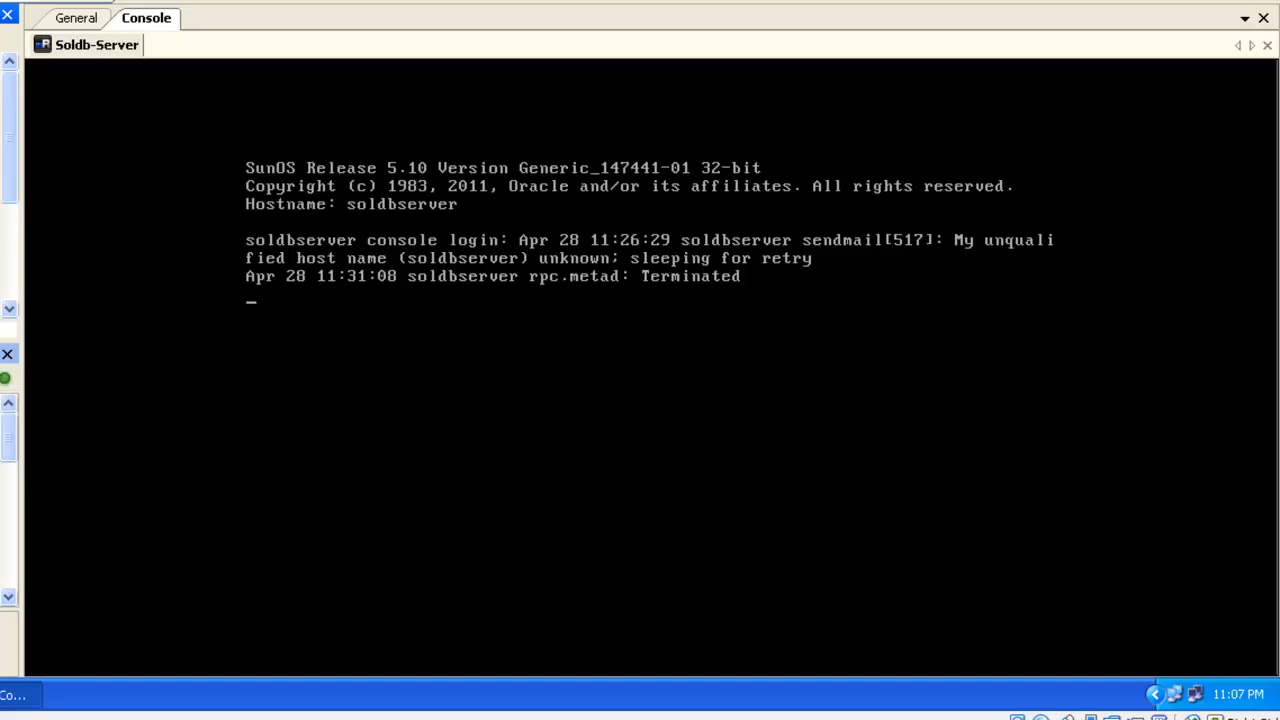 General
Console
Soldb-Server
SunOS Release 5.10 Version Generic_147441-01 32-bit
Copyright (c) 1983, 2011, Oracle and/or its affiliates. All rights reserved.
Hostname: soldbserver
soldbserver console login: Apr 28 11:26:29 soldbserver sendmail[517]: My unquali
fied host name (soldbserver) unknown; sleeping for retry
Apr 28 11:31:08 soldbserver rpc.metad: Terminated
_
Co...
11:07 PM